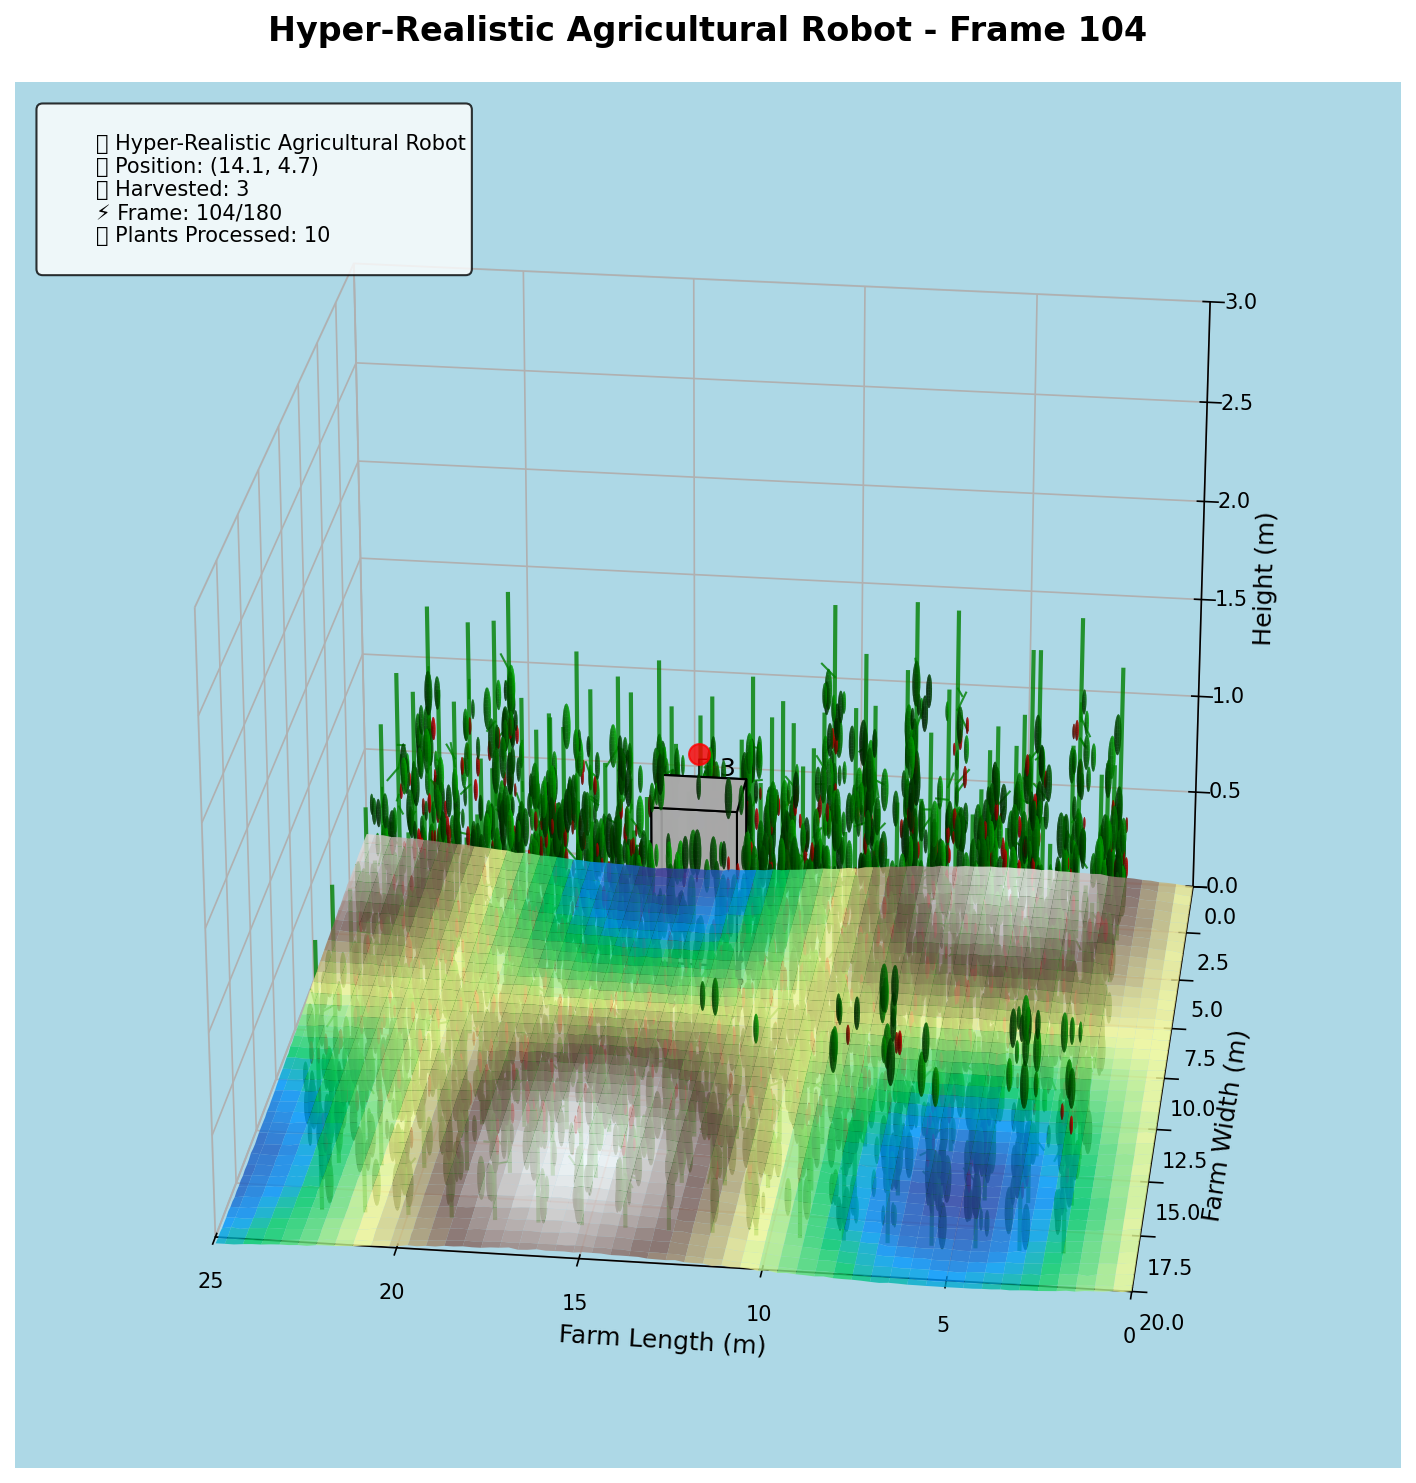 Hyper-Realistic Agricultural Robot - Frame 104
Hyper-Realistic Agricultural Robot
Position: (14.1, 4.7)
Harvested: 3
⚡ Frame: 104/180
Plants Processed: 10
3.0
2.5
2.0
1.5
1.0
0.5
0.0
Height (m)
3
0.0
2.5
5.0
7.5
10.0
12.5
15.0
17.5
20.0
Farm Width (m)
25
20
15
10
5
0
Farm Length (m)